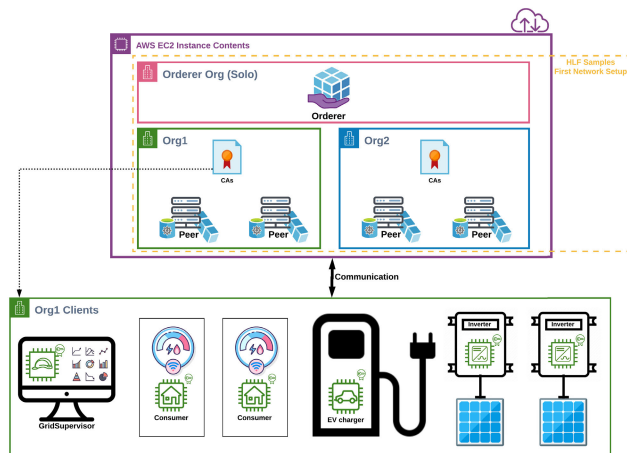 AWS EC2 Instance Contents
HLF Samples
First Network Setup
Orderer Org (Solo)
Orderer
Org1
CAs
Peer
Peer
Org2
CAs
Peer
Peer
Communication
Org1 Clients
GridSupervisor
Consumer
Consumer
EV charger
Inverter
Inverter